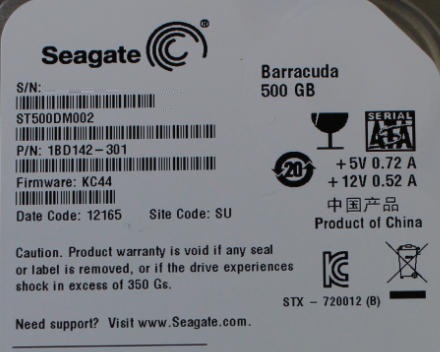 Seagate
Barracuda
500 GB
S/N:
ST500DM002
P/N: 1BD142-301
Firmware: KC44
Date Code: 12165 Site Code: SU
SERIAL
ATA
20
+5V 0.72 A
+12V 0.52 A
中国产品
Product of China
Caution. Product warranty is void if any seal
or label is removed, or if the drive experiences
shock in excess of 350 Gs.
STX - 720012 (B)
Need support? Visit www.Seagate.com.